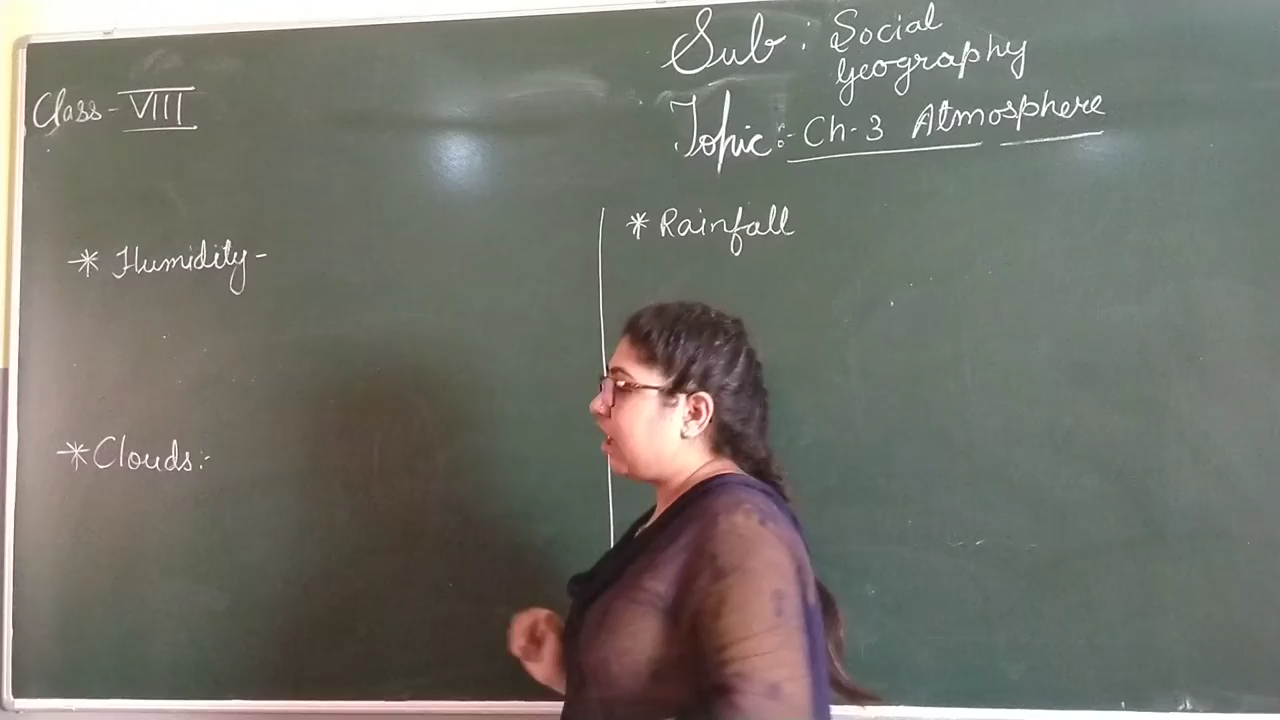 Class - VIII
Sub : Social
Geography
Topic :- Ch-3 Atmosphere
* Humidity -
* Clouds :-
* Rainfall